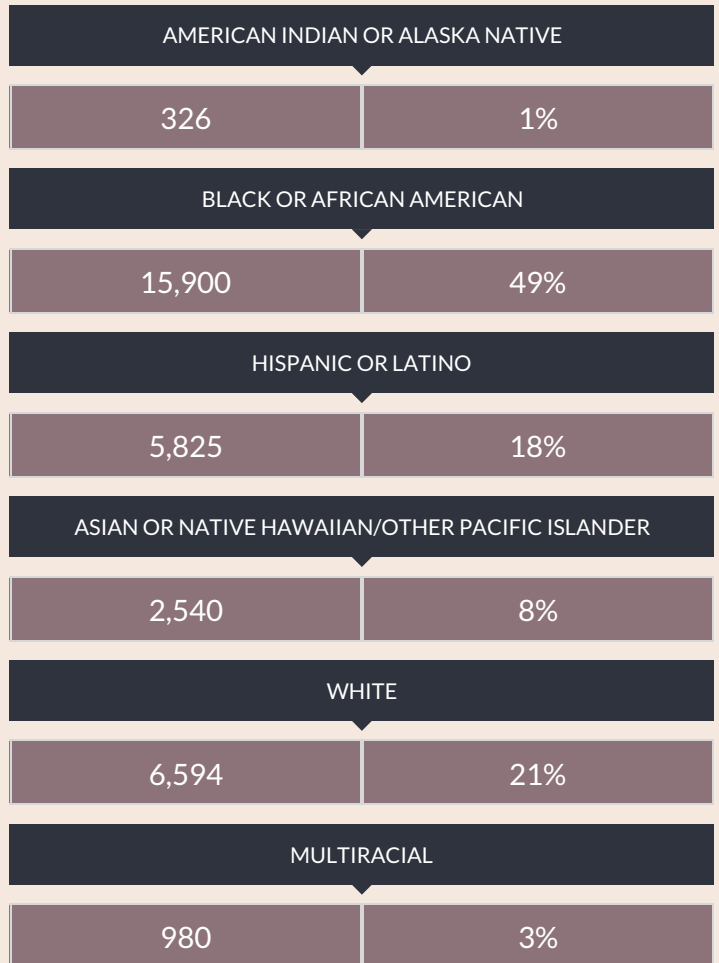 AMERICAN INDIAN OR ALASKA NATIVE
326 1%
BLACK OR AFRICAN AMERICAN
15,900 49%
HISPANIC OR LATINO
5,825 18%
ASIAN OR NATIVE HAWAIIAN/OTHER PACIFIC ISLANDER
2,540 8%
WHITE
6,594 21%
MULTIRACIAL
980 3%